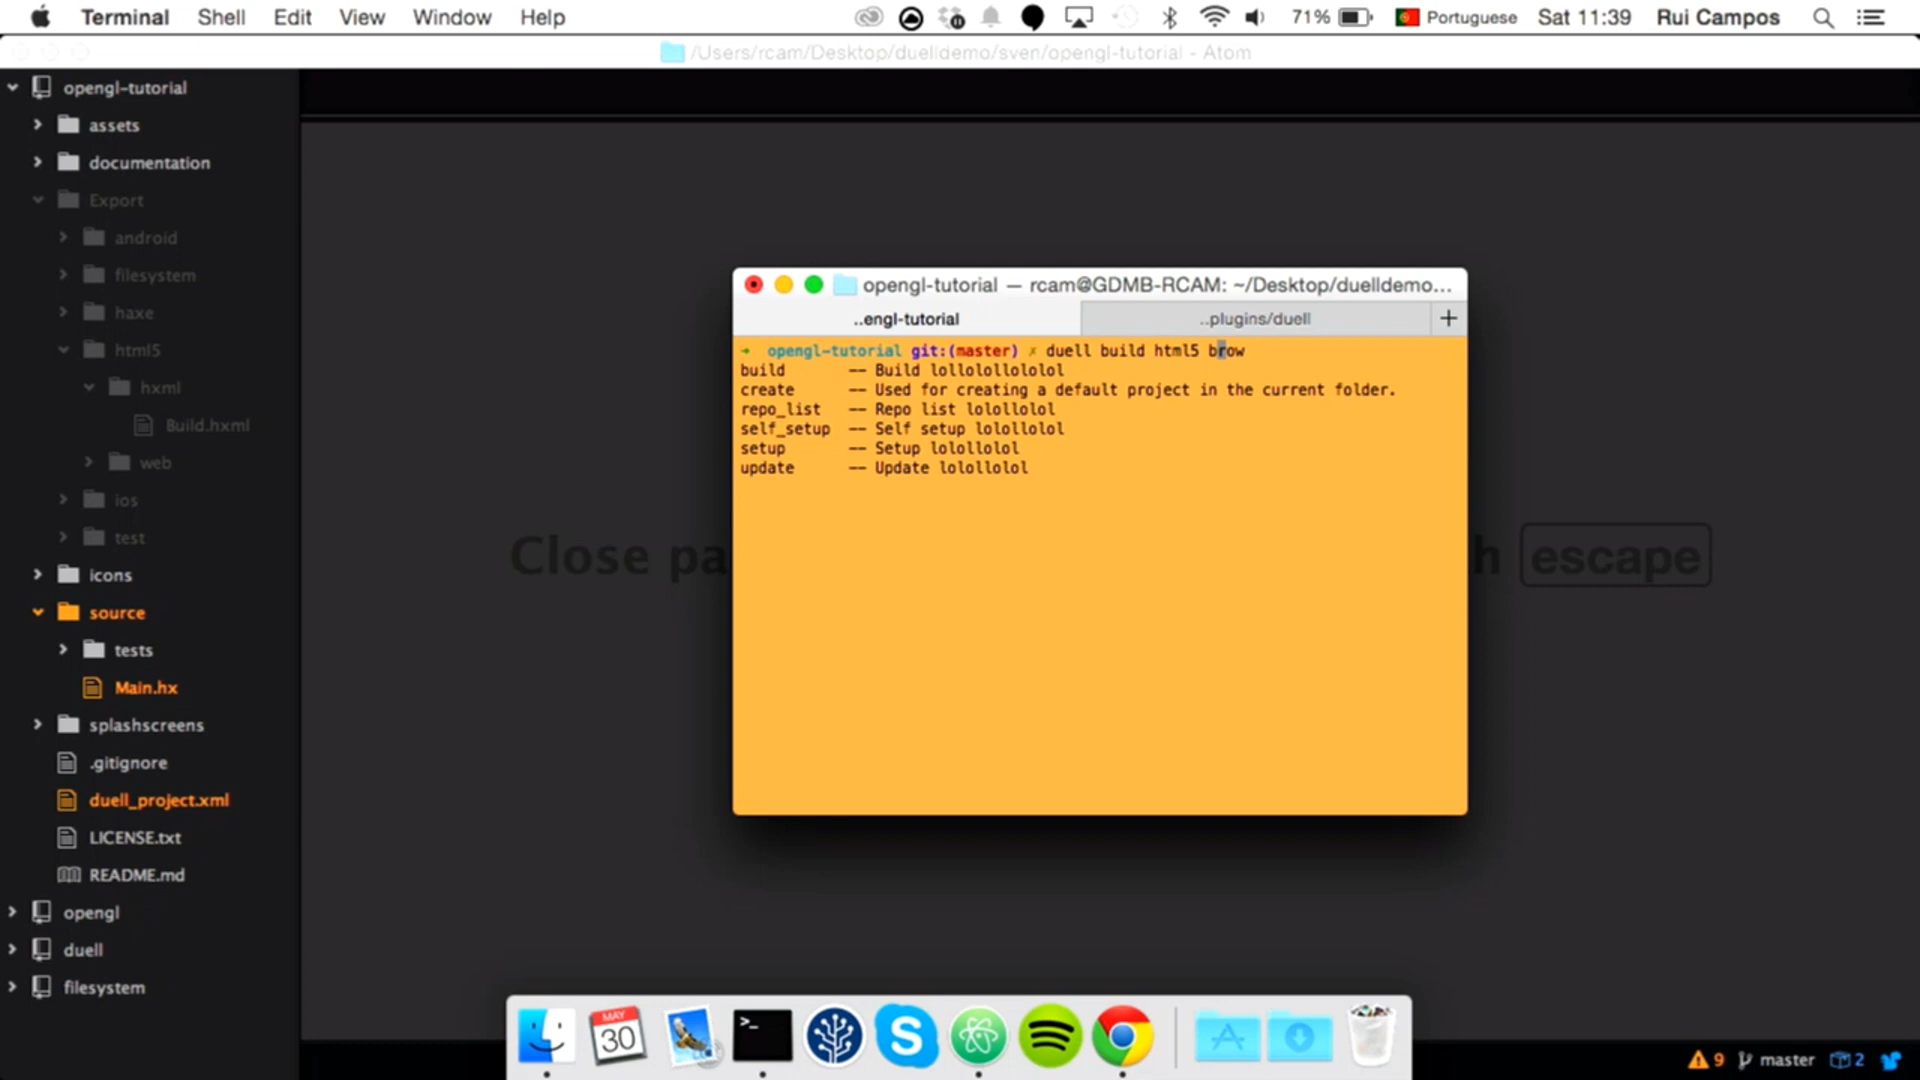 Terminal Shell Edit View Window Help 71% Portuguese Sat 11:39 Rui Campos
/Users/rcam/Desktop/duelldemo/sven/opengl-tutorial - Atom
opengl-tutorial
assets
documentation
Export
android
filesystem
haxe
html5
hxml
Build.hxml
web
ios
test
icons
source
tests
Main.hx
splashscreens
.gitignore
duell_project.xml
LICENSE.txt
README.md
opengl
duell
filesystem
opengl-tutorial — rcam@GDMB-RCAM: ~/Desktop/duelldemo...
..engl-tutorial ..plugins/duell +
→ opengl-tutorial git:(master) ✗ duell build html5 brow
build -- Build lollolollololol
create -- Used for creating a default project in the current folder.
repo_list -- Repo list lolollolol
self_setup -- Self setup lolollolol
setup -- Setup lolollolol
update -- Update lolollolol
Close pa
h escape
MAY
30
>_
9 master 2